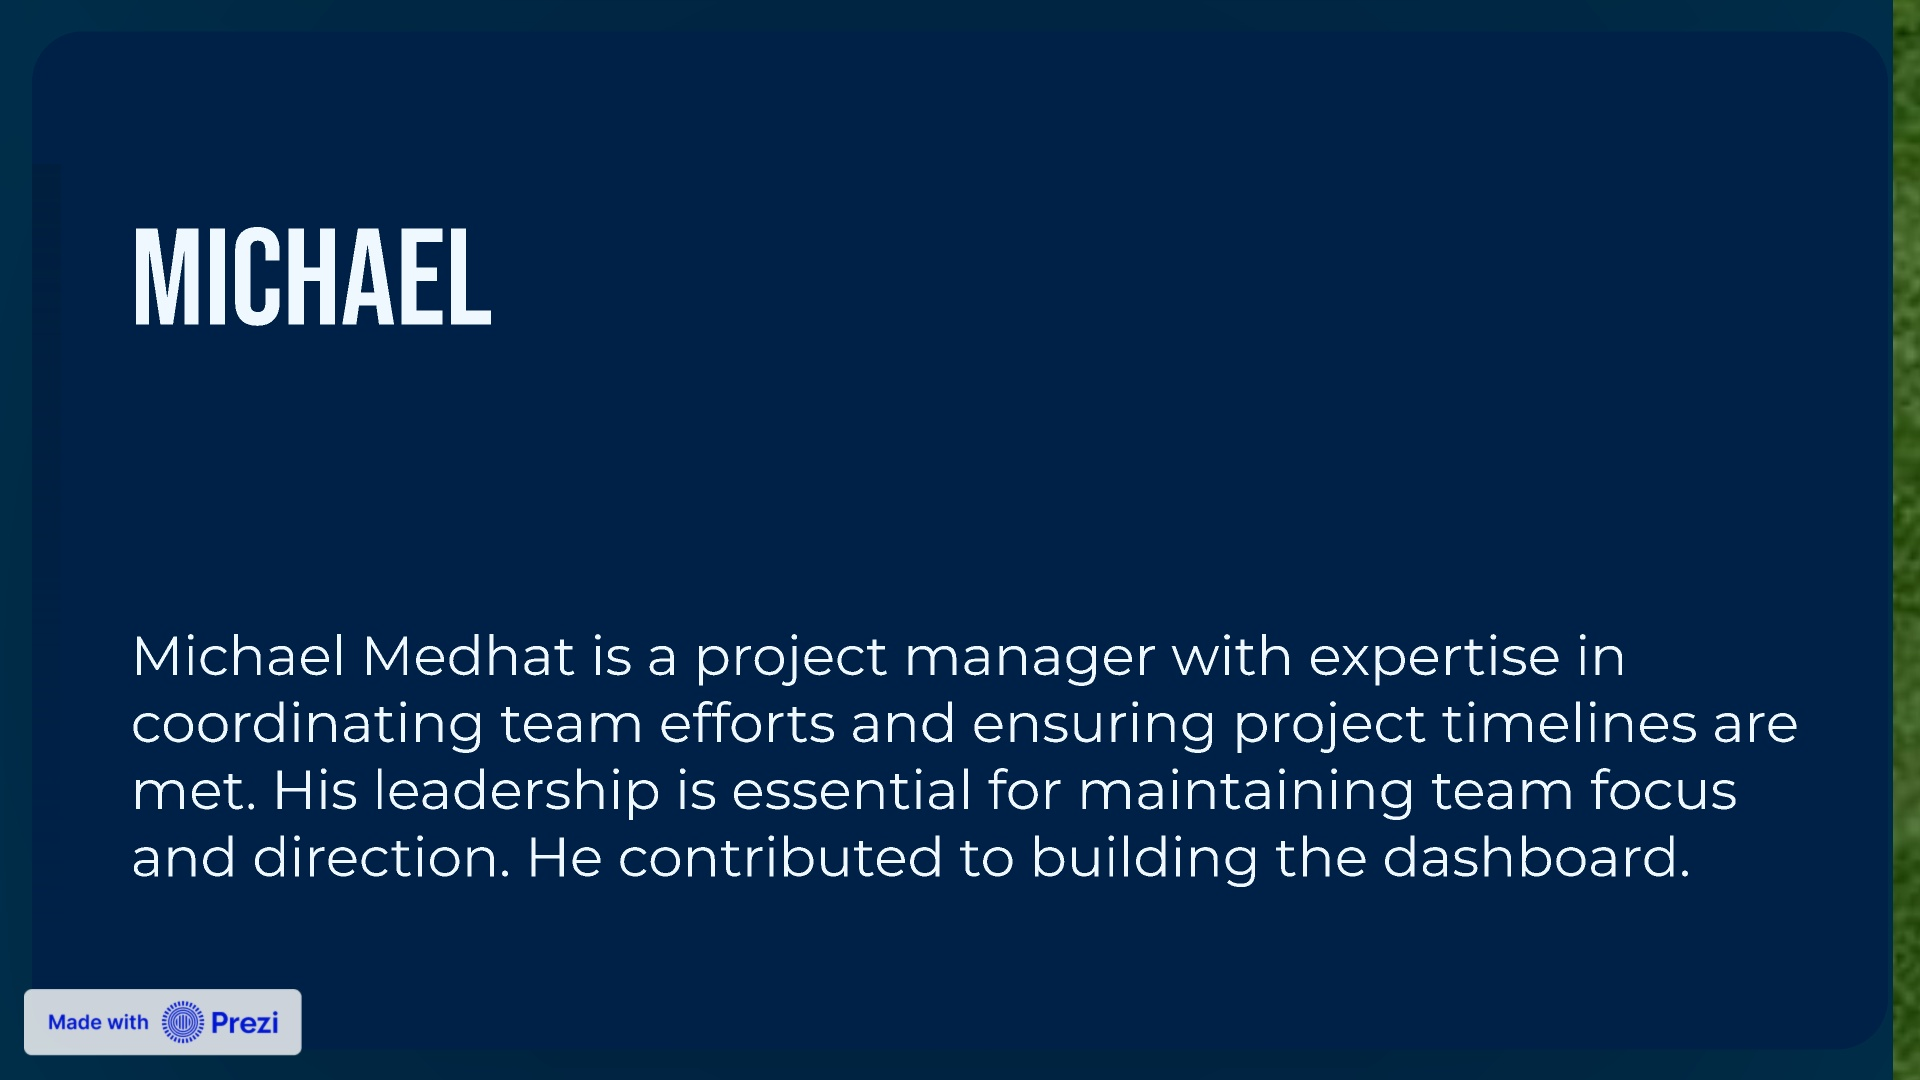 MICHAEL
Michael Medhat is a project manager with expertise in
coordinating team efforts and ensuring project timelines are
met. His leadership is essential for maintaining team focus
and direction. He contributed to building the dashboard.
Made with Prezi